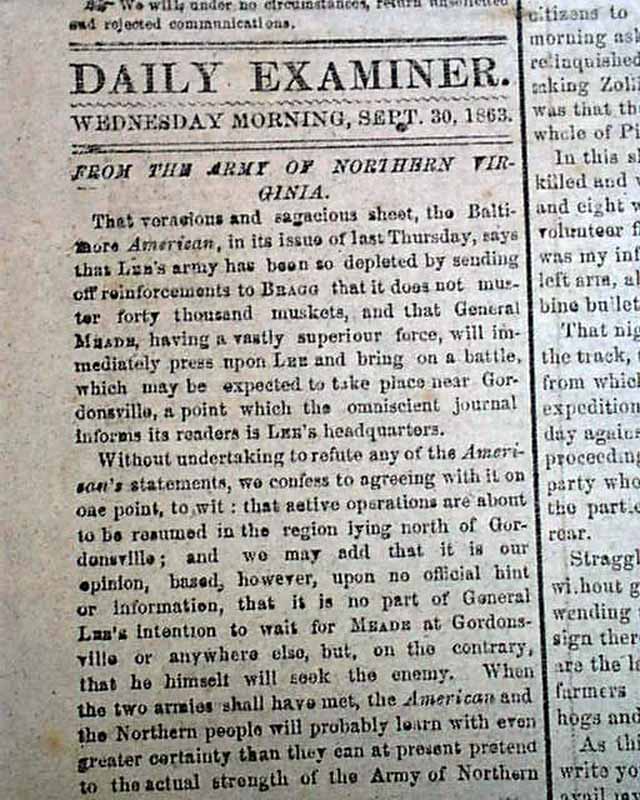 We will, under no circumstances, return unsolicited
and rejected communications.
DAILY EXAMINER.
WEDNESDAY MORNING, SEPT. 30, 1863.
FROM THE ARMY OF NORTHERN VIR-
GINIA.
That veracious and sagacious sheet, the Balti-
more American, in its issue of last Thursday, says
that LEE'S army has been so depleted by sending
off reinforcements to BRAGG that it does not mus-
ter forty thousand muskets, and that General
MEADE, having a vastly superiour force, will im-
mediately press upon LEE and bring on a battle,
which may be expected to take place near Gor-
donsville, a point which the omniscient journal
informs its readers is LEE'S headquarters.
Without undertaking to refute any of the Ameri-
can's statements, we confess to agreeing with it on
one point, to wit: that active operations are about
to be resumed in the region lying north of Gor-
donsville; and we may add that it is our
opinion, based, however, upon no official hint
or information, that it is no part of General
LEE'S intention to wait for MEADE at Gordons-
ville or anywhere else, but, on the contrary,
that he himself will seek the enemy. When
the two armies shall have met, the American and
the Northern people will probably learn with even
greater certainty than they can at present pretend
to the actual strength of the Army of Northern
citizens to
morning ask
relinquished
taking Zolli
was that th
whole of Pi
In this sk
killed and
and eight w
volunteer f
was my inf
left arm, a
bine bullet
That nig
the track,
from which
expedition
day agains
proceeding
party who
the part
rear.
Straggl
without g
wending
sign ther
are the la
farmers
hogs and
As thi
write yo
avail